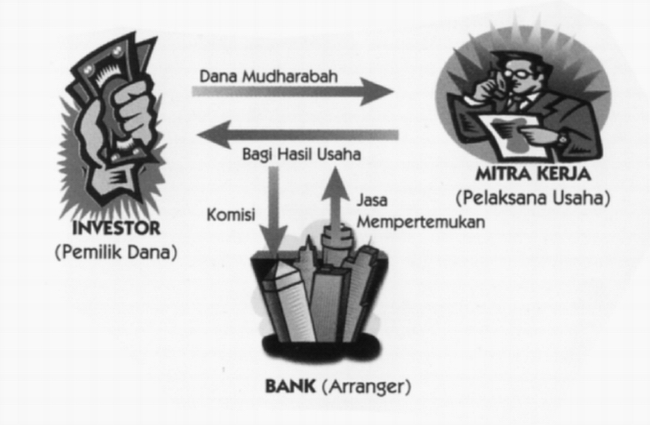 Dana Mudharabah
Bagi Hasil Usaha
INVESTOR
(Pemilik Dana)
MITRA KERJA
(Pelaksana Usaha)
Komisi
Jasa
Mempertemukan
BANK (Arranger)